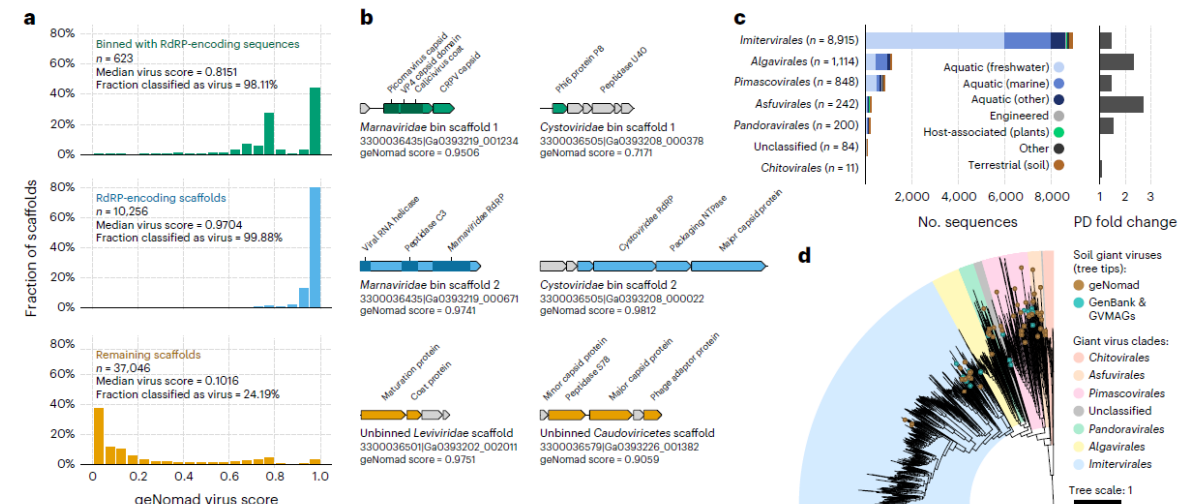 a
80%
60%
40%
20%
0%
Binned with RdRP-encoding sequences
n = 623
Median virus score = 0.8151
Fraction classified as virus = 98.11%
80%
60%
40%
20%
0%
RdRP-encoding scaffolds
n = 10,256
Median virus score = 0.9704
Fraction classified as virus = 99.88%
80%
60%
40%
20%
0%
Remaining scaffolds
n = 37,046
Median virus score = 0.1016
Fraction classified as virus = 24.19%
Fraction of scaffolds
0 0.2 0.4 0.6 0.8 1.0
geNomad virus score
b
Picornavirus capsid
VP4 capsid domain
Calicivirus coat
CRPV capsid
Marnaviridae bin scaffold 1
3300036435|Ga0393219_001234
geNomad score = 0.9506
Phi6 protein P8
Peptidase U40
Cystoviridae bin scaffold 1
3300036505|Ga0393208_000378
geNomad score = 0.7171
Viral RNA helicase
Peptidase C3
Marnaviridae RdRP
Marnaviridae bin scaffold 2
3300036435|Ga0393219_000671
geNomad score = 0.9741
Cystoviridae RdRP
Packaging NTPase
Major capsid protein
Cystoviridae bin scaffold 2
3300036505|Ga0393208_000022
geNomad score = 0.9812
Maturation protein
Coat protein
Unbinned Leviviridae scaffold
3300036501|Ga0393202_002011
geNomad score = 0.9751
Minor capsid protein
Peptidase S78
Major capsid protein
Phage adaptor protein
Unbinned Caudoviricetes scaffold
3300036579|Ga0393226_001382
geNomad score = 0.9059
c
Imitervirales (n = 8,915)
Algavirales (n = 1,114)
Pimascovirales (n = 848)
Asfuvirales (n = 242)
Pandoravirales (n = 200)
Unclassified (n = 84)
Chitovirales (n = 11)
Aquatic (freshwater)
Aquatic (marine)
Aquatic (other)
Engineered
Host-associated (plants)
Other
Terrestrial (soil)
2,000 4,000 6,000 8,000
No. sequences
1 2 3
PD fold change
d
Soil giant viruses
(tree tips):
geNomad
GenBank &
GVMAGs
Giant virus clades:
Chitovirales
Asfuvirales
Pimascovirales
Unclassified
Pandoravirales
Algavirales
Imitervirales
Tree scale: 1